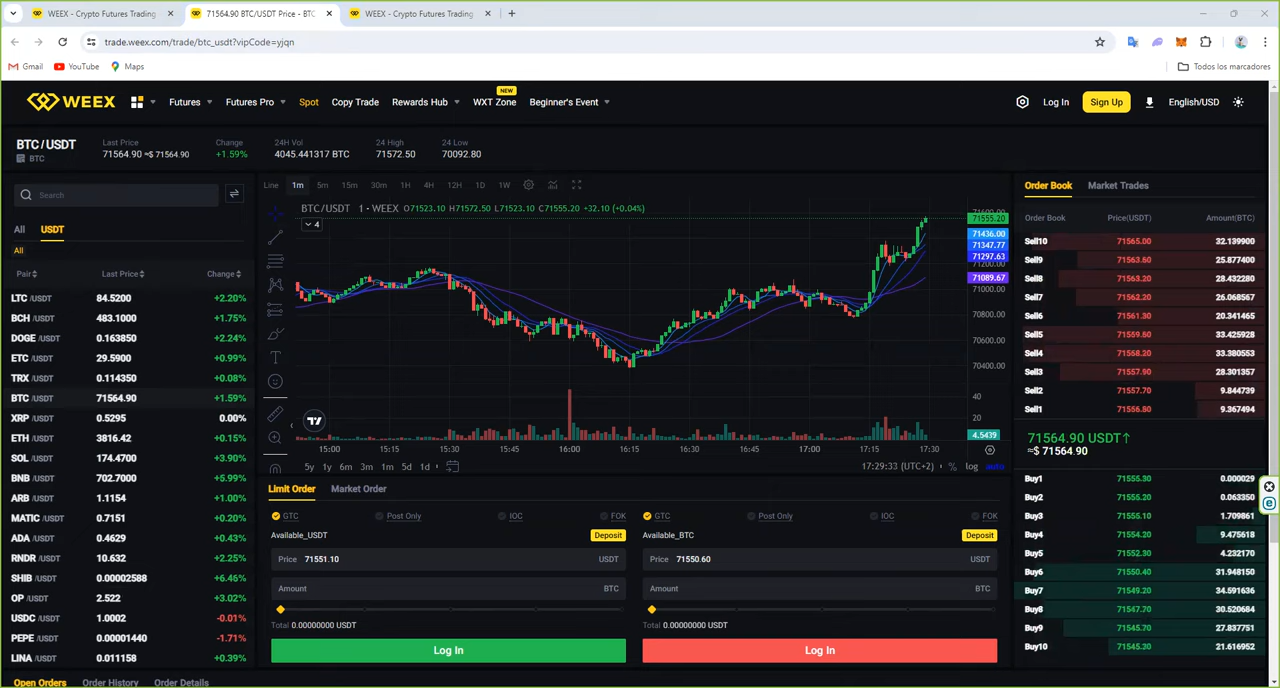 WEEX - Crypto Futures Trading
71564.90 BTC/USDT Price - BTC
WEEX - Crypto Futures Trading
trade.weex.com/trade/btc_usdt?vipCode=yjqn
Gmail YouTube Maps Todos los marcadores
WEEX Futures Futures Pro Spot Copy Trade Rewards Hub WXT Zone NEW Beginner's Event Log In Sign Up English/USD
BTC/USDT
BTC
Last Price
71564.90 ≈$ 71564.90
Change
+1.59%
24H Vol
4045.441317 BTC
24 High
71572.50
24 Low
70092.80
Search
All USDT
All
Pair Last Price Change
LTC /USDT 84.5200 +2.20%
BCH /USDT 483.1000 +1.75%
DOGE /USDT 0.163850 +2.24%
ETC /USDT 29.5900 +0.99%
TRX /USDT 0.114350 +0.08%
BTC /USDT 71564.90 +1.59%
XRP /USDT 0.5295 0.00%
ETH /USDT 3816.42 +0.15%
SOL /USDT 174.4700 +3.90%
BNB /USDT 702.7000 +5.99%
ARB /USDT 1.1154 +1.00%
MATIC /USDT 0.7151 +0.20%
ADA /USDT 0.4629 +0.43%
RNDR /USDT 10.632 +2.25%
SHIB /USDT 0.00002588 +6.46%
OP /USDT 2.522 +3.02%
USDC /USDT 1.0002 -0.01%
PEPE /USDT 0.00001440 -1.71%
LINA /USDT 0.011158 +0.39%
Open Orders Order History Order Details
Line 1m 5m 15m 30m 1H 4H 12H 1D 1W
BTC/USDT 1 - WEEX O71523.10 H71572.50 L71523.10 C71555.20 +32.10 (+0.04%)
4
71555.20
71436.00
71347.77
71297.63
71200.00
71089.67
71000.00
70800.00
70600.00
70400.00
40
20
4.5439
15:00 15:15 15:30 15:45 16:00 16:15 16:30 16:45 17:00 17:15 17:30
5y 1y 6m 3m 1m 5d 1d 17:29:33 (UTC+2) % log auto
Limit Order Market Order
GTC Post Only IOC FOK
Available_USDT Deposit
Price 71551.10 USDT
Amount BTC
Total 0.00000000 USDT
Log In
GTC Post Only IOC FOK
Available_BTC Deposit
Price 71550.60 USDT
Amount BTC
Total 0.00000000 USDT
Log In
Order Book Market Trades
Order Book Price(USDT) Amount(BTC)
Sell10 71565.00 32.139900
Sell9 71563.60 25.877400
Sell8 71563.20 28.432280
Sell7 71562.20 26.068567
Sell6 71561.30 20.341465
Sell5 71559.60 33.425928
Sell4 71558.20 33.380553
Sell3 71557.90 28.301357
Sell2 71557.70 9.844739
Sell1 71556.80 9.367494
71564.90 USDT↑
≈$ 71564.90
Buy1 71555.30 0.000029
Buy2 71555.20 0.063350
Buy3 71555.10 1.709861
Buy4 71554.20 9.475618
Buy5 71552.30 4.232170
Buy6 71550.40 31.948150
Buy7 71549.20 34.591636
Buy8 71547.70 30.520684
Buy9 71545.70 27.837751
Buy10 71545.30 21.616952